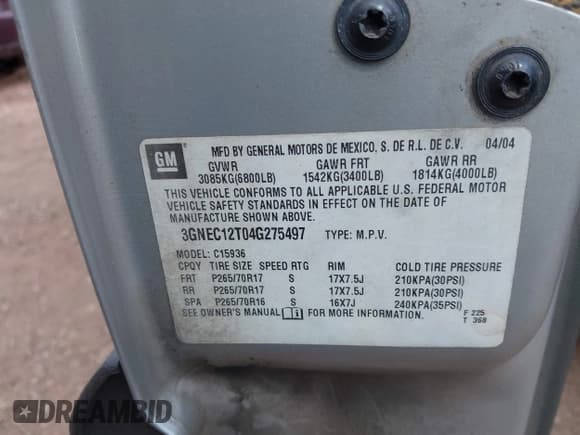 GM
MFD BY GENERAL MOTORS DE MEXICO, S. DE R.L. DE C.V. 04/04
GVWR GAWR FRT GAWR RR
3085KG(6800LB) 1542KG(3400LB) 1814KG(4000LB)
THIS VEHICLE CONFORMS TO ALL APPLICABLE U.S. FEDERAL MOTOR
VEHICLE SAFETY STANDARDS IN EFFECT ON THE DATE OF
MANUFACTURE SHOWN ABOVE.
3GNEC12T04G275497 TYPE: M.P.V.
MODEL: C15936
CPQY TIRE SIZE SPEED RTG RIM COLD TIRE PRESSURE
FRT P265/70R17 S 17X7.5J 210KPA(30PSI)
RR P265/70R17 S 17X7.5J 210KPA(30PSI)
SPA P265/70R16 S 16X7J 240KPA(35PSI)
SEE OWNER'S MANUAL FOR MORE INFORMATION.
F 225
T 368
DREAMBID